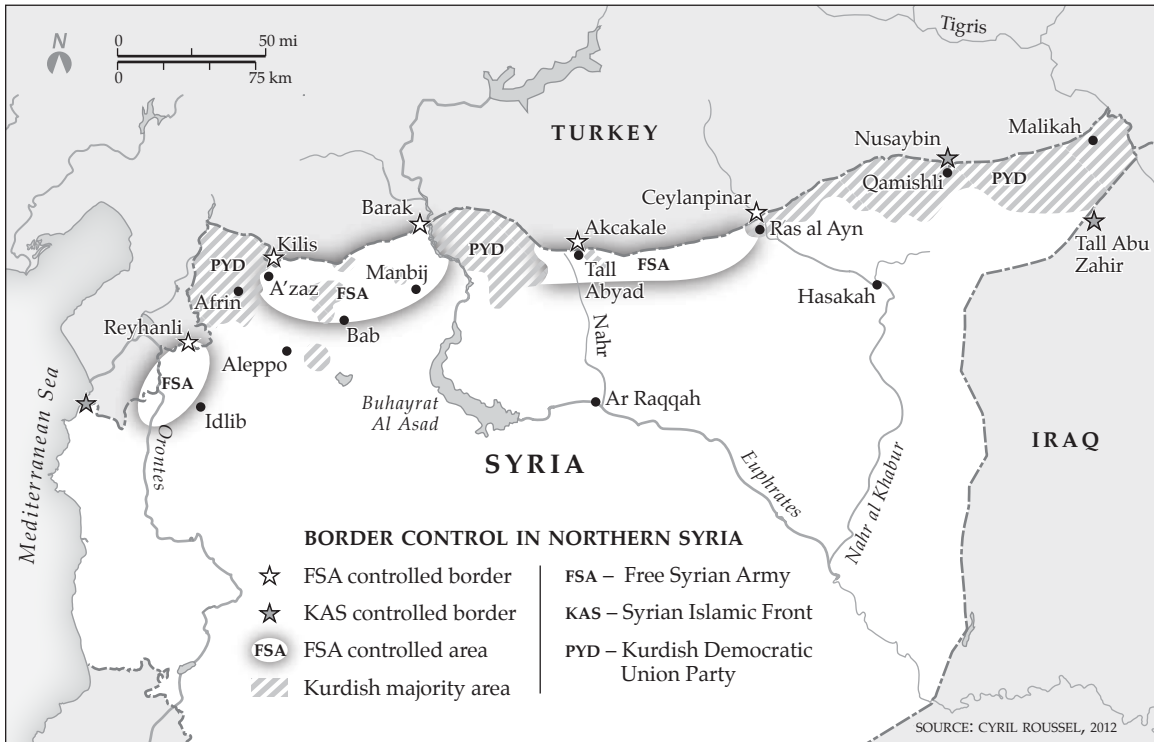 N
0
50 mi
0
75 km
Tigris
TURKEY
Nusaybin
Malikah
PYD
Qamishli
Ceylanpinar
Ras al Ayn
Barak
Akcakale
Tall Abu
Zahir
Kilis
PYD
PYD
FSA
Tall
Abyad
Manbij
FSA
A'zaz
Afrin
Hasakah
Bab
Reyhanli
Nahr
Aleppo
FSA
Idlib
Buhayrat
Al Asad
Ar Raqqah
Mediterranean Sea
Orontes
SYRIA
IRAQ
Euphrates
Nahr al Khabur
BORDER CONTROL IN NORTHERN SYRIA
FSA controlled border
KAS controlled border
FSA FSA controlled area
Kurdish majority area
FSA – Free Syrian Army
KAS – Syrian Islamic Front
PYD – Kurdish Democratic
Union Party
SOURCE: CYRIL ROUSSEL, 2012